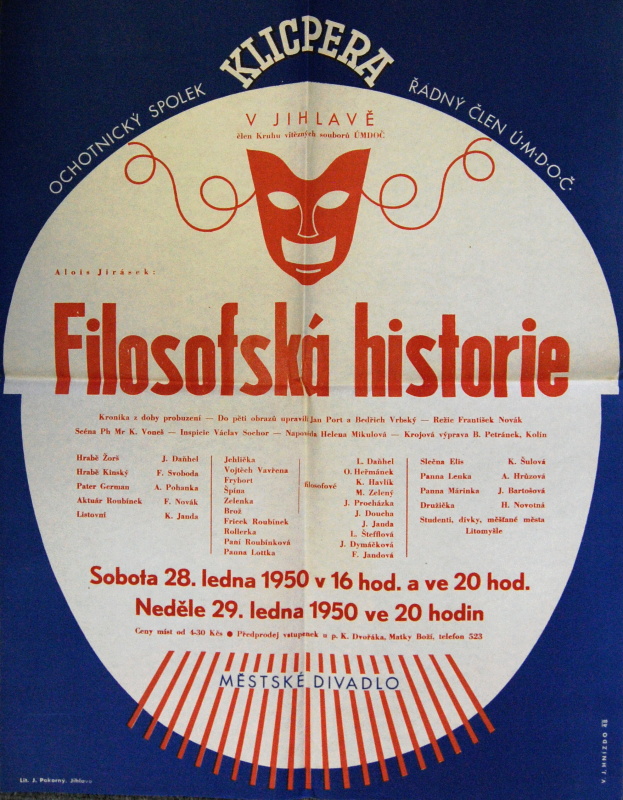 KLICPERA
OCHOTNICKÝ SPOLEK
ŘADNÝ ČLEN Ú·M·D·O·Č·
V JIHLAVĚ
člen Kruhu vítězných souborů ÚMDOČ
Alois Jirásek:
Filosofská historie
Kronika z doby probuzení — Do pěti obrazů upravili Jan Port a Bedřich Vrbský — Režie František Novák
Scéna Ph Mr K. Voneš — Inspicie Václav Sochor — Napovídá Helena Mikulová — Krojová výprava B. Petránek, Kolín
Hrabě Žorž J. Daňhel
Hrabě Kinský F. Svoboda
Pater German A. Pohanka
Aktuár Roubínek F. Novák
Listovní K. Janda
Jehlička L. Daňhel
Vojtěch Vavřena O. Heřmánek
Frybort K. Havlík
Špína M. Zelený
filosofové
Zelenka J. Procházka
Brož J. Doucha
Fricek Roubínek J. Janda
Rollecka L. Štefflová
Paní Roubínková J. Dymáčková
Panna Lottka F. Jandová
Slečna Elis K. Šulová
Panna Lenka A. Hrůzová
Panna Márinka J. Bartošová
Družička H. Novotná
Studenti, dívky, měšťané města
Litomyšle
Sobota 28. ledna 1950 v 16 hod. a ve 20 hod.
Neděle 29. ledna 1950 ve 20 hodin
Ceny míst od 4-30 Kčs ● Předprodej vstupenek u p. K. Dvořáka, Matky Boží, telefon 523
MĚSTSKÉ DIVADLO
Lit. J. Pokorný, Jihlava
V. J. HNÍZDO 48